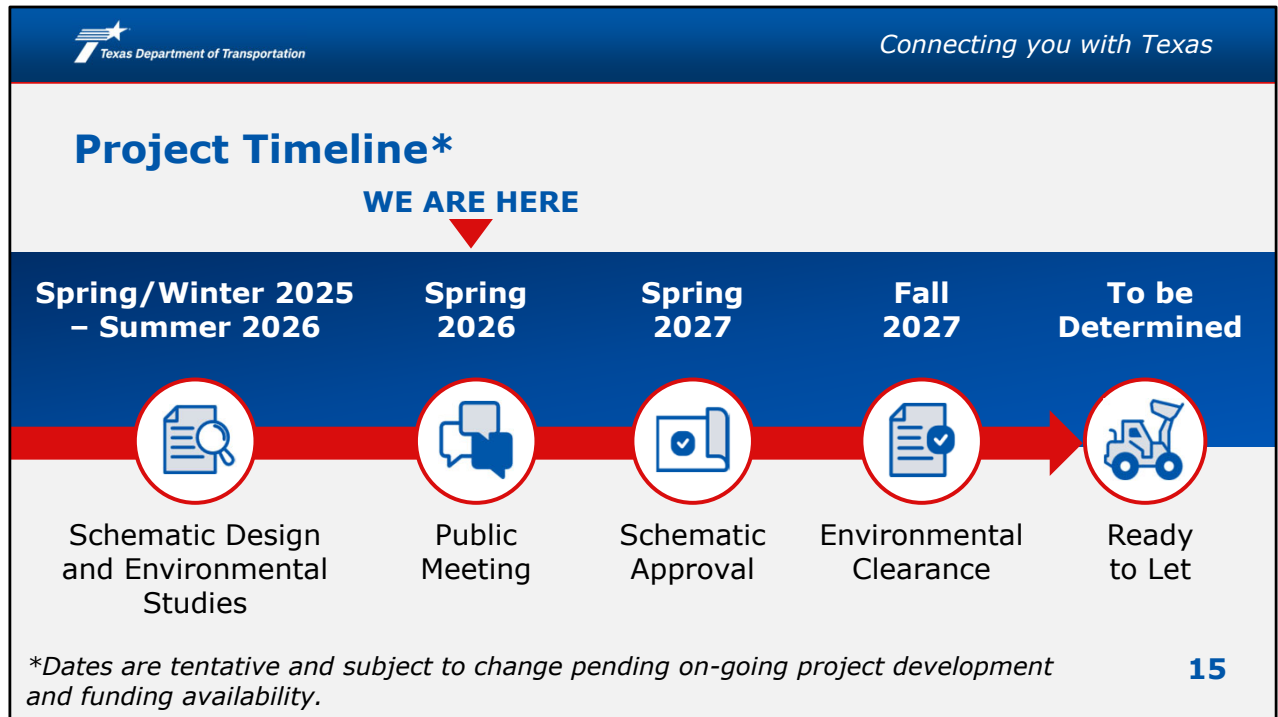 Texas Department of Transportation
Connecting you with Texas
Project Timeline*
WE ARE HERE
Spring/Winter 2025
– Summer 2026
Spring
2026
Spring
2027
Fall
2027
To be
Determined
Schematic Design
and Environmental
Studies
Public
Meeting
Schematic
Approval
Environmental
Clearance
Ready
to Let
*Dates are tentative and subject to change pending on-going project development
and funding availability.
15